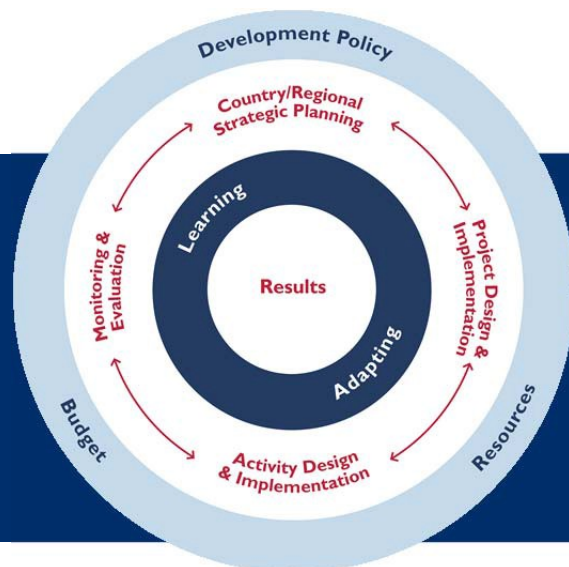 Development Policy
Country/Regional
Strategic Planning
Learning
Monitoring &
Evaluation
Results
Project Design &
Implementation
Adapting
Budget
Resources
Activity Design
& Implementation